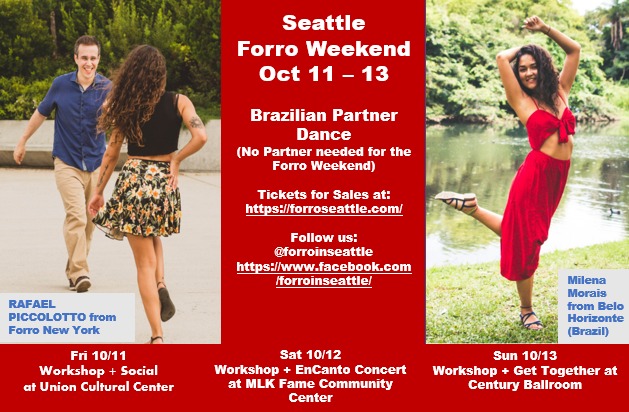 Seattle
Forro Weekend
Oct 11 – 13
Brazilian Partner
Dance
(No Partner needed for the
Forro Weekend)
Tickets for Sales at:
https://forroseattle.com/
Follow us:
@forroinseattle
https://www.facebook.com
/forroinseattle/
RAFAEL
PICCOLOTTO from
Forro New York
Milena
Morais
from Belo
Horizonte
(Brazil)
Fri 10/11
Workshop + Social
at Union Cultural Center
Sat 10/12
Workshop + EnCanto Concert
at MLK Fame Community
Center
Sun 10/13
Workshop + Get Together at
Century Ballroom